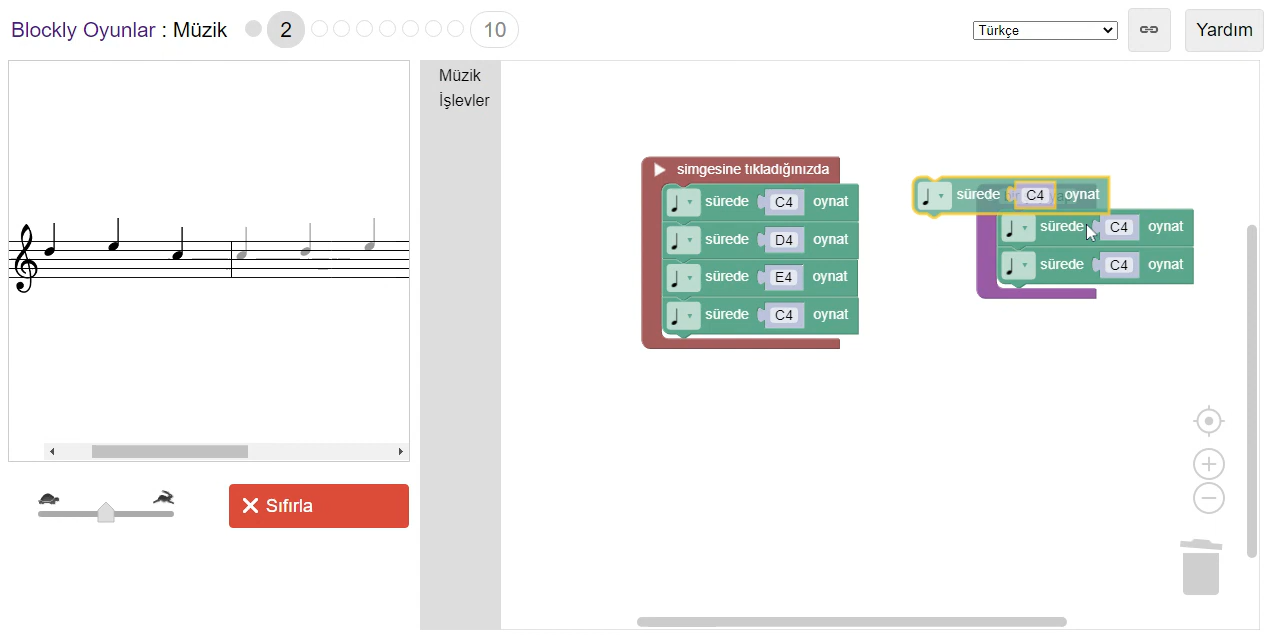 Blockly Oyunlar : Müzik 2 10 Türkçe Yardım
Müzik
İşlevler
simgesine tıkladığınızda
sürede C4 oynat
sürede D4 oynat
sürede E4 oynat
sürede C4 oynat
sürede C4 oynat
sürede C4 oynat
sürede C4 oynat
Sıfırla